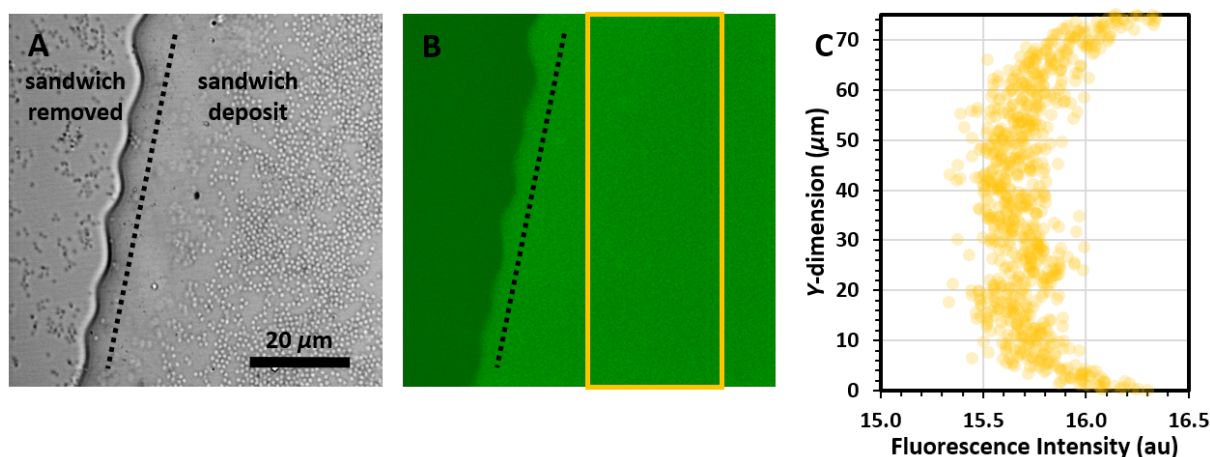 A
sandwich
removed
sandwich
deposit
20 μm
B
C
Y-dimension (μm)
70
60
50
40
30
20
10
0
15.0
15.5
16.0
16.5
Fluorescence Intensity (au)